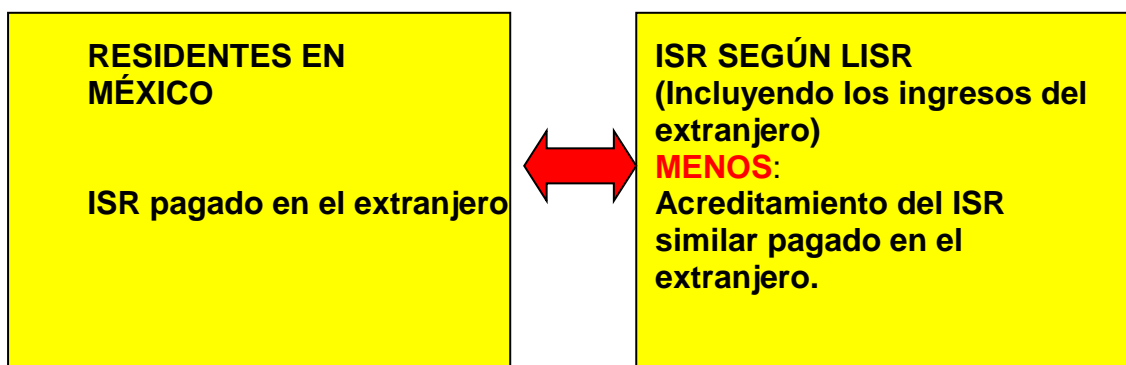 RESIDENTES EN
MÉXICO
ISR pagado en el extranjero
ISR SEGÚN LISR
(Incluyendo los ingresos del
extranjero)
MENOS:
Acreditamiento del ISR
similar pagado en el
extranjero.